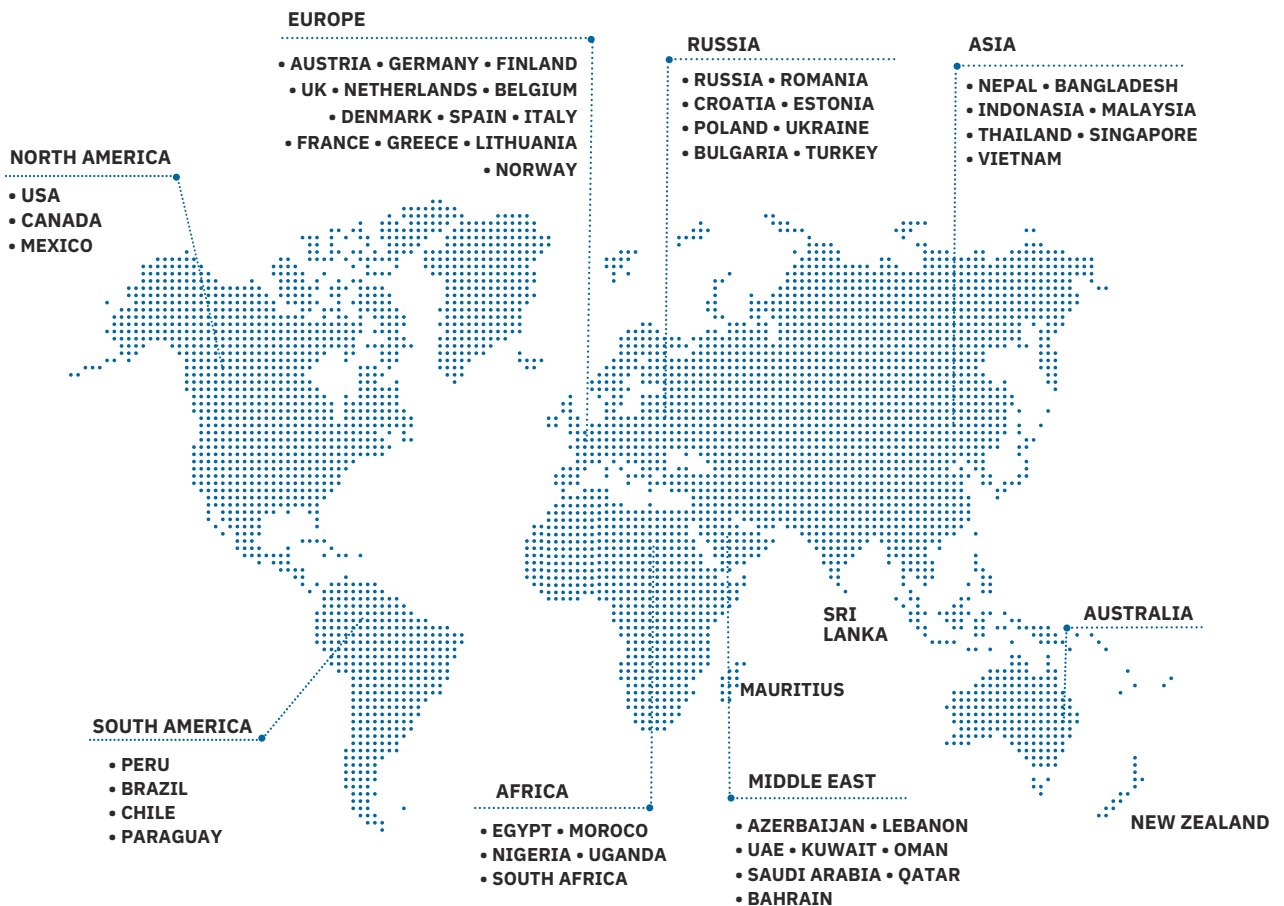 EUROPE
• AUSTRIA • GERMANY • FINLAND
• UK • NETHERLANDS • BELGIUM
• DENMARK • SPAIN • ITALY
• FRANCE • GREECE • LITHUANIA
• NORWAY
RUSSIA
• RUSSIA • ROMANIA
• CROATIA • ESTONIA
• POLAND • UKRAINE
• BULGARIA • TURKEY
ASIA
• NEPAL • BANGLADESH
• INDONASIA • MALAYSIA
• THAILAND • SINGAPORE
• VIETNAM
NORTH AMERICA
• USA
• CANADA
• MEXICO
SRI
LANKA
AUSTRALIA
MAURITIUS
SOUTH AMERICA
• PERU
• BRAZIL
• CHILE
• PARAGUAY
AFRICA
• EGYPT • MOROCO
• NIGERIA • UGANDA
• SOUTH AFRICA
MIDDLE EAST
• AZERBAIJAN • LEBANON
• UAE • KUWAIT • OMAN
• SAUDI ARABIA • QATAR
• BAHRAIN
NEW ZEALAND